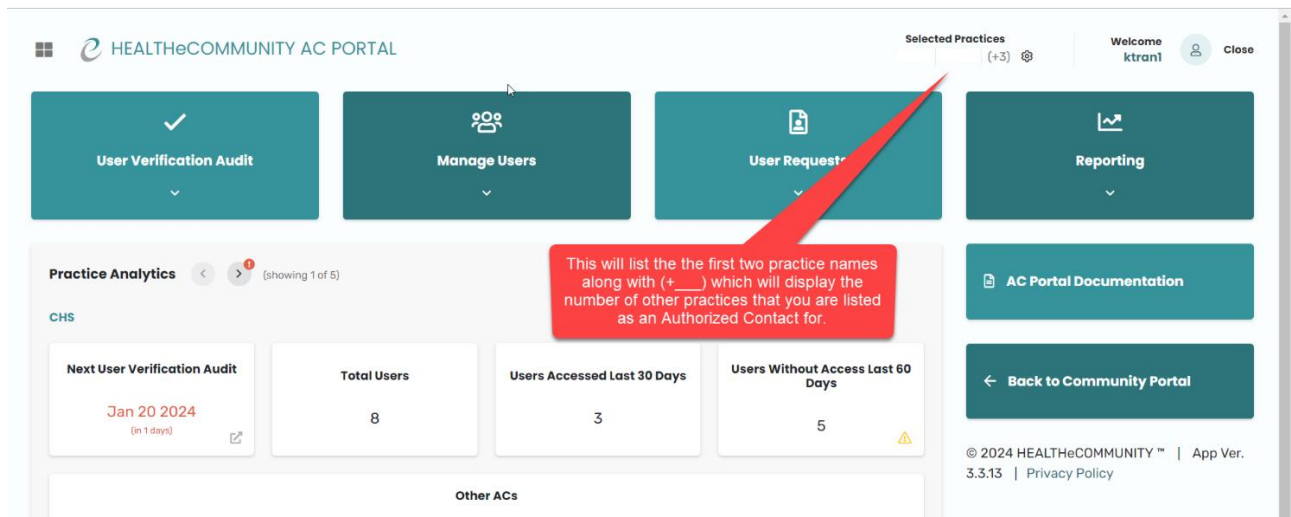 HEALTHeCOMMUNITY AC PORTAL
Selected Practices
(+3)
Welcome
ktran1
Close
User Verification Audit
Manage Users
User Requests
Reporting
Practice Analytics
(showing 1 of 5)
This will list the the first two practice names
along with (+___) which will display the
number of other practices that you are listed
as an Authorized Contact for.
AC Portal Documentation
CHS
Next User Verification Audit
Jan 20 2024
(in 1 days)
Total Users
8
Users Accessed Last 30 Days
3
Users Without Access Last 60
Days
5
Back to Community Portal
© 2024 HEALTHeCOMMUNITY ™ | App Ver.
3.3.13 | Privacy Policy
Other ACs